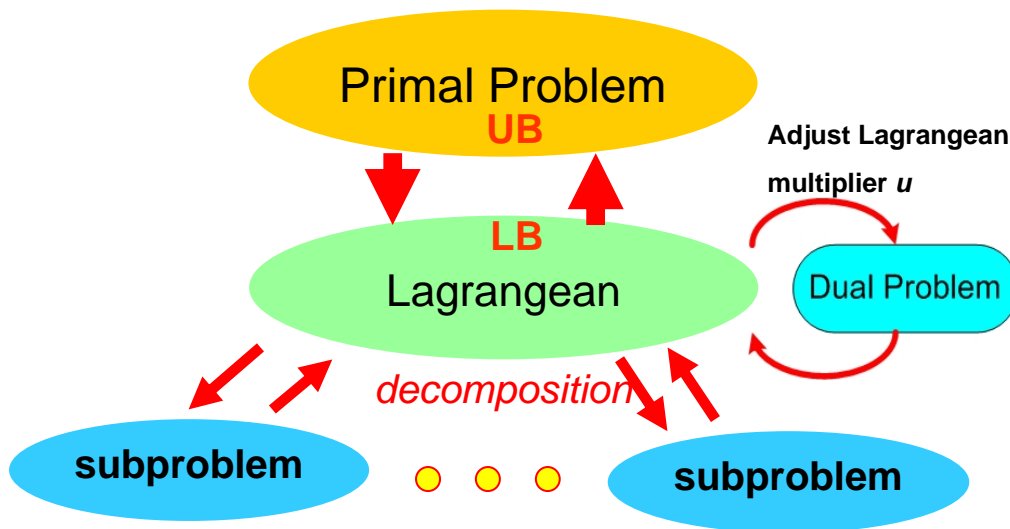 Primal Problem
UB
Adjust Lagrangean
multiplier u
LB
Lagrangean
Dual Problem
decomposition
subproblem
subproblem